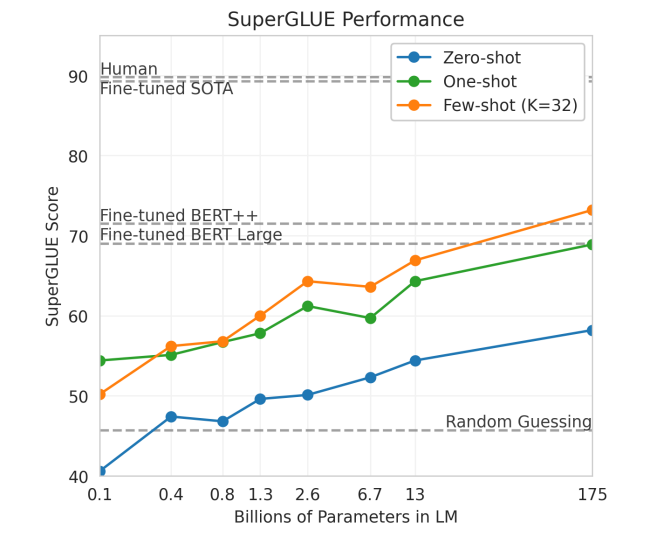 SuperGLUE Performance
Human
Fine-tuned SOTA
Zero-shot
One-shot
Few-shot (K=32)
Fine-tuned BERT++
Fine-tuned BERT Large
Random Guessing
SuperGLUE Score
90
80
70
60
50
40
0.1 0.4 0.8 1.3 2.6 6.7 13 175
Billions of Parameters in LM